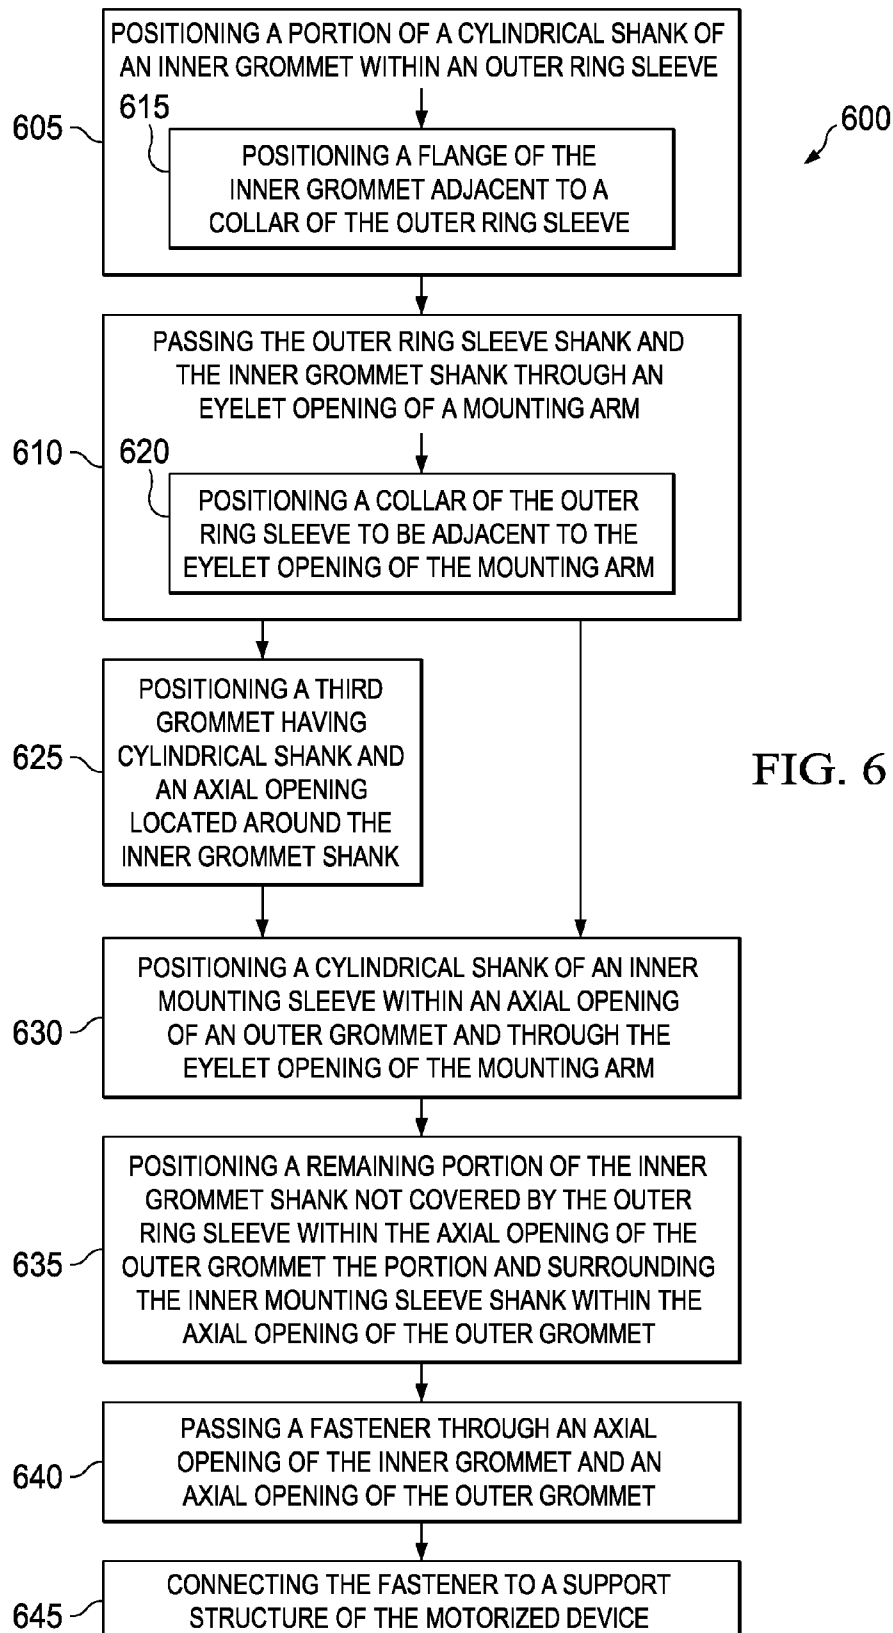 POSITIONING A PORTION OF A CYLINDRICAL SHANK OF
AN INNER GROMMET WITHIN AN OUTER RING SLEEVE
615
605
600
POSITIONING A FLANGE OF THE
INNER GROMMET ADJACENT TO A
COLLAR OF THE OUTER RING SLEEVE
PASSING THE OUTER RING SLEEVE SHANK AND
THE INNER GROMMET SHANK THROUGH AN
EYELET OPENING OF A MOUNTING ARM
610
620
POSITIONING A COLLAR OF THE OUTER
RING SLEEVE TO BE ADJACENT TO THE
EYELET OPENING OF THE MOUNTING ARM
POSITIONING A THIRD
GROMMET HAVING
CYLINDRICAL SHANK AND
AN AXIAL OPENING
LOCATED AROUND THE
INNER GROMMET SHANK
625
FIG. 6
POSITIONING A CYLINDRICAL SHANK OF AN INNER
MOUNTING SLEEVE WITHIN AN AXIAL OPENING
OF AN OUTER GROMMET AND THROUGH THE
EYELET OPENING OF THE MOUNTING ARM
630
POSITIONING A REMAINING PORTION OF THE INNER
GROMMET SHANK NOT COVERED BY THE OUTER
RING SLEEVE WITHIN THE AXIAL OPENING OF THE
OUTER GROMMET THE PORTION AND SURROUNDING
THE INNER MOUNTING SLEEVE SHANK WITHIN THE
AXIAL OPENING OF THE OUTER GROMMET
635
PASSING A FASTENER THROUGH AN AXIAL
OPENING OF THE INNER GROMMET AND AN
AXIAL OPENING OF THE OUTER GROMMET
640
CONNECTING THE FASTENER TO A SUPPORT
STRUCTURE OF THE MOTORIZED DEVICE
645